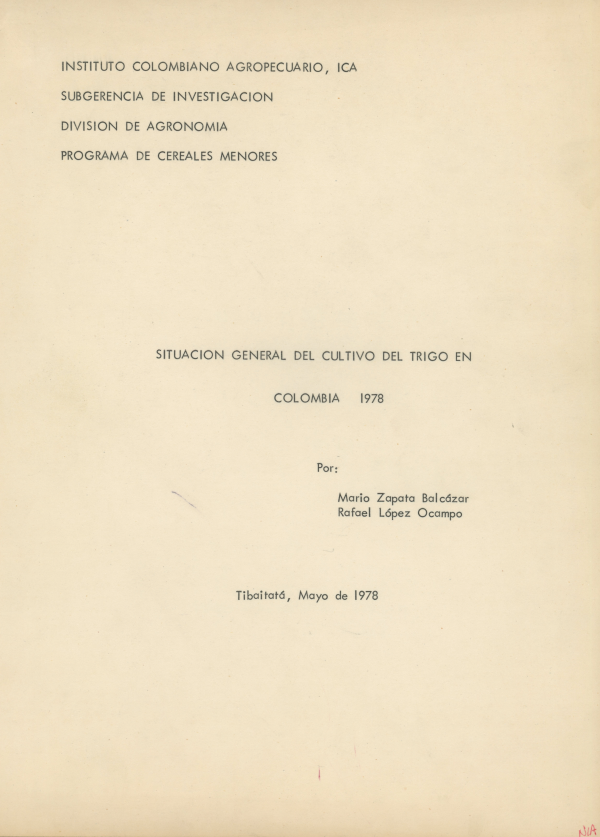 INSTITUTO COLOMBIANO AGROPECUARIO, ICA
SUBGERENCIA DE INVESTIGACION
DIVISION DE AGRONOMIA
PROGRAMA DE CEREALES MENORES
SITUACION GENERAL DEL CULTIVO DEL TRIGO EN
COLOMBIA 1978
Por:
Mario Zapata Balcázar
Rafael López Ocampo
Tibaitatá, Mayo de 1978